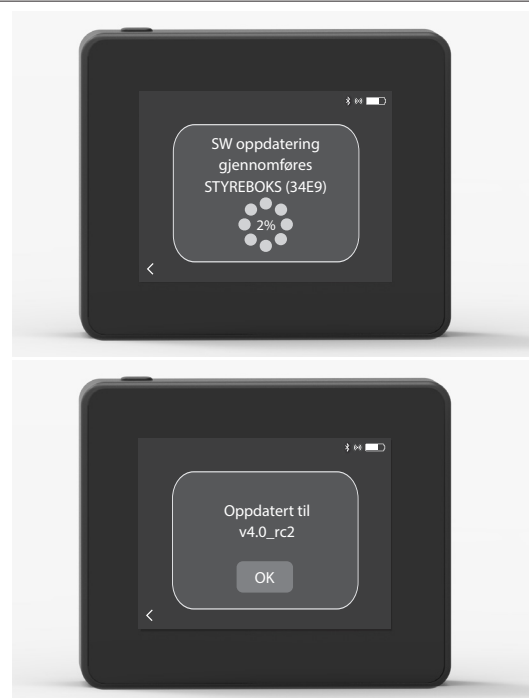 SW oppdatering
gjennomføres
STYREBOKS (34E9)
2%
Oppdatert til
v4.0_rc2
OK